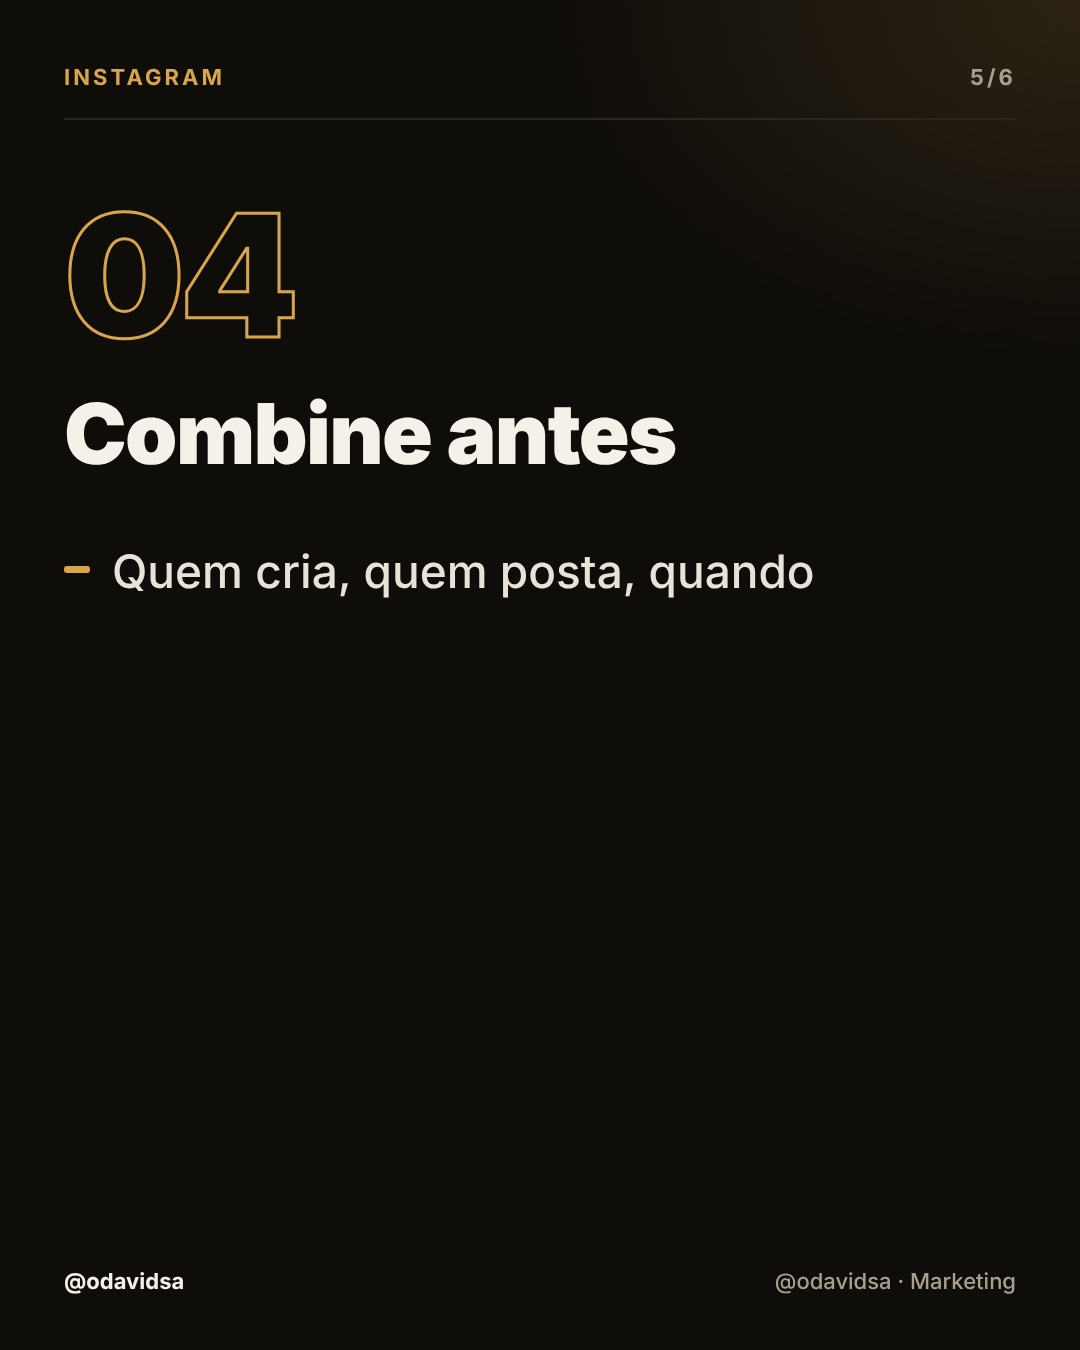 INSTAGRAM
5/6
04
Combine antes
– Quem cria, quem posta, quando
@odavidsa
@odavidsa · Marketing